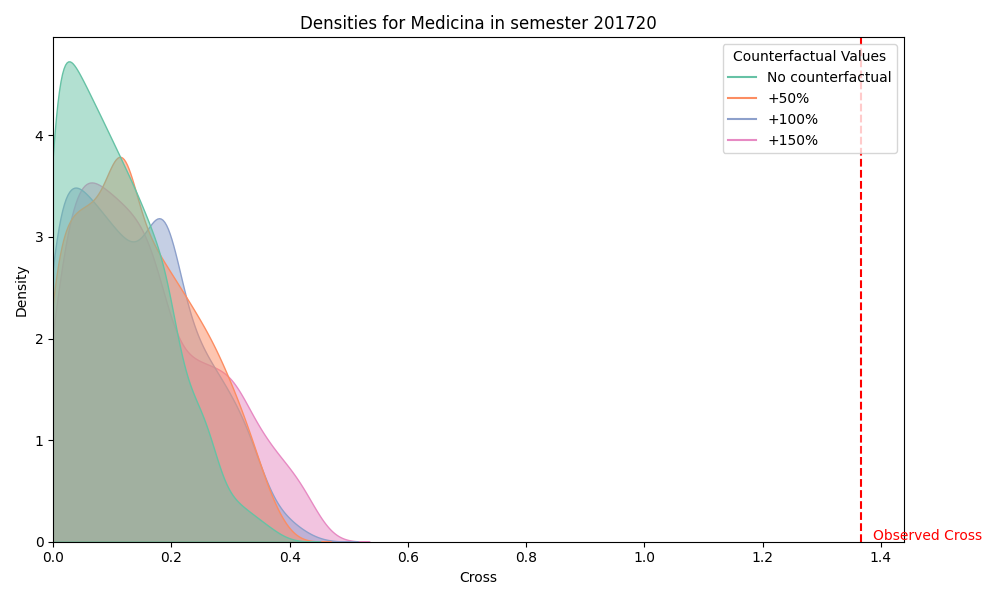 Densities for Medicina in semester 201720
Counterfactual Values
No counterfactual
+50%
+100%
+150%
Density
4
3
2
1
0
Observed Cross
0.0 0.2 0.4 0.6 0.8 1.0 1.2 1.4
Cross